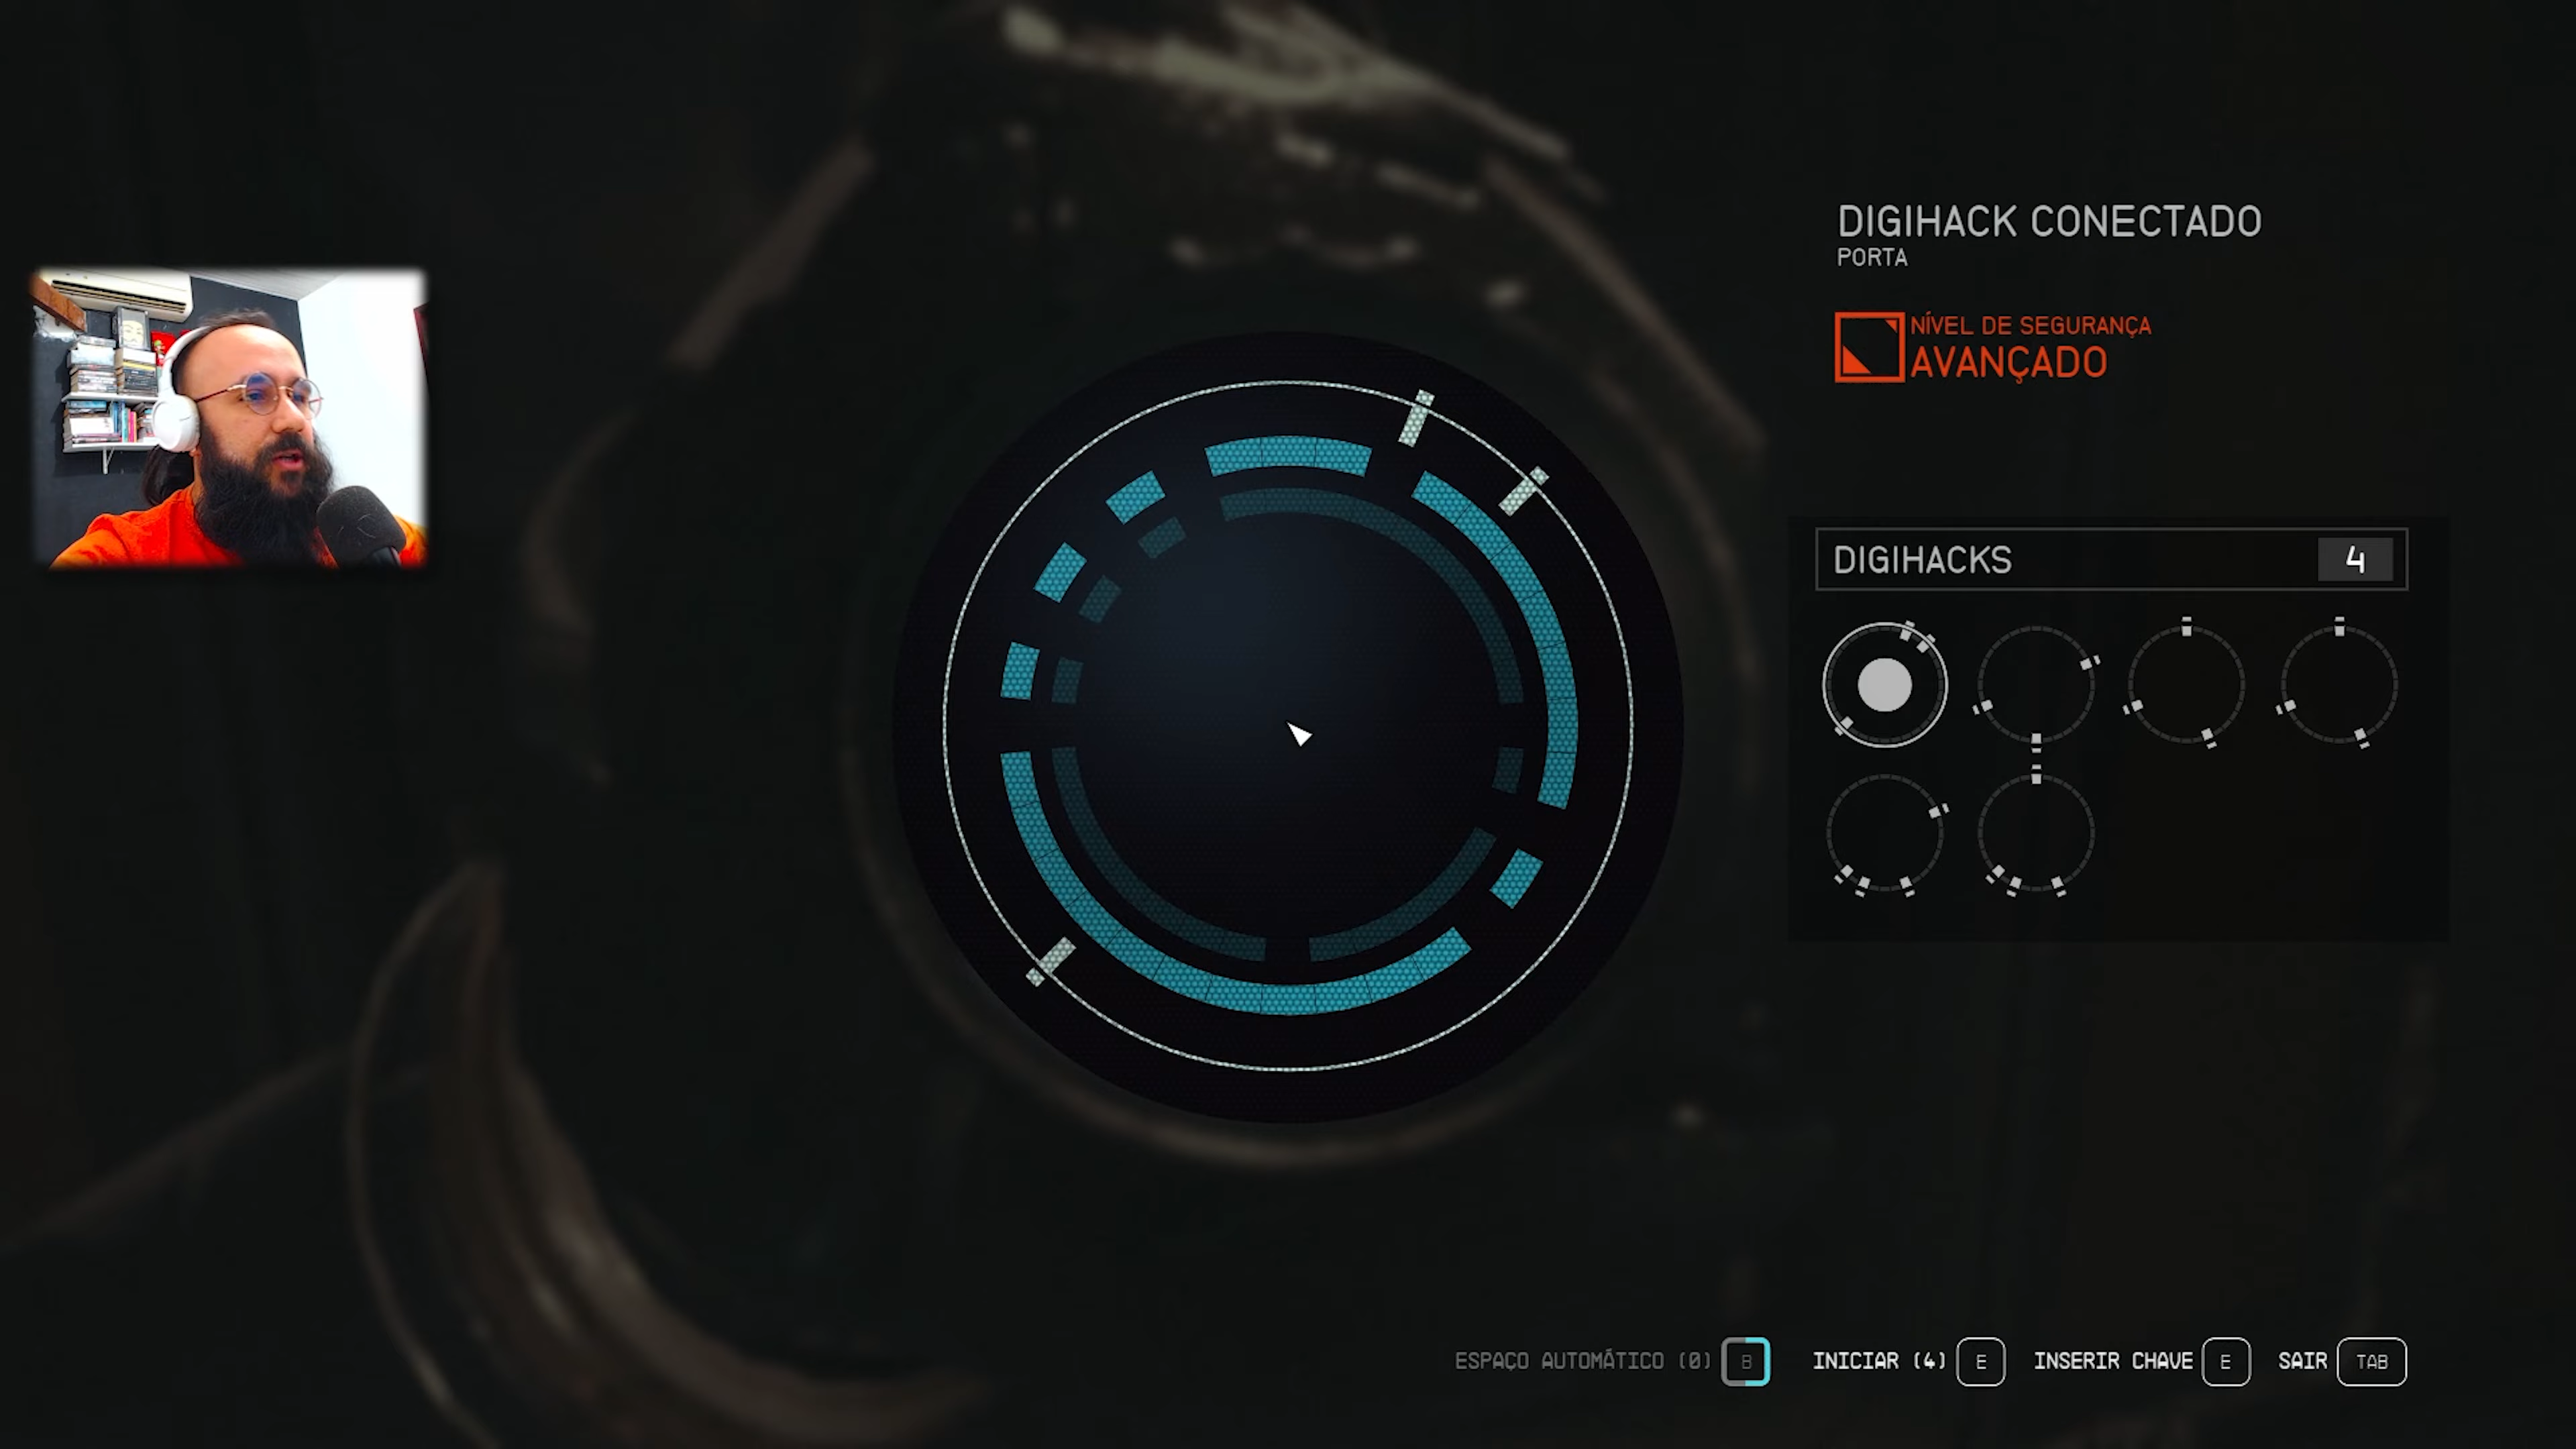 DIGIHACK CONECTADO
PORTA
NÍVEL DE SEGURANÇA
AVANÇADO
DIGIHACKS 4
ESPAÇO AUTOMÁTICO (0) B INICIAR (4) E INSERIR CHAVE E SAIR TAB